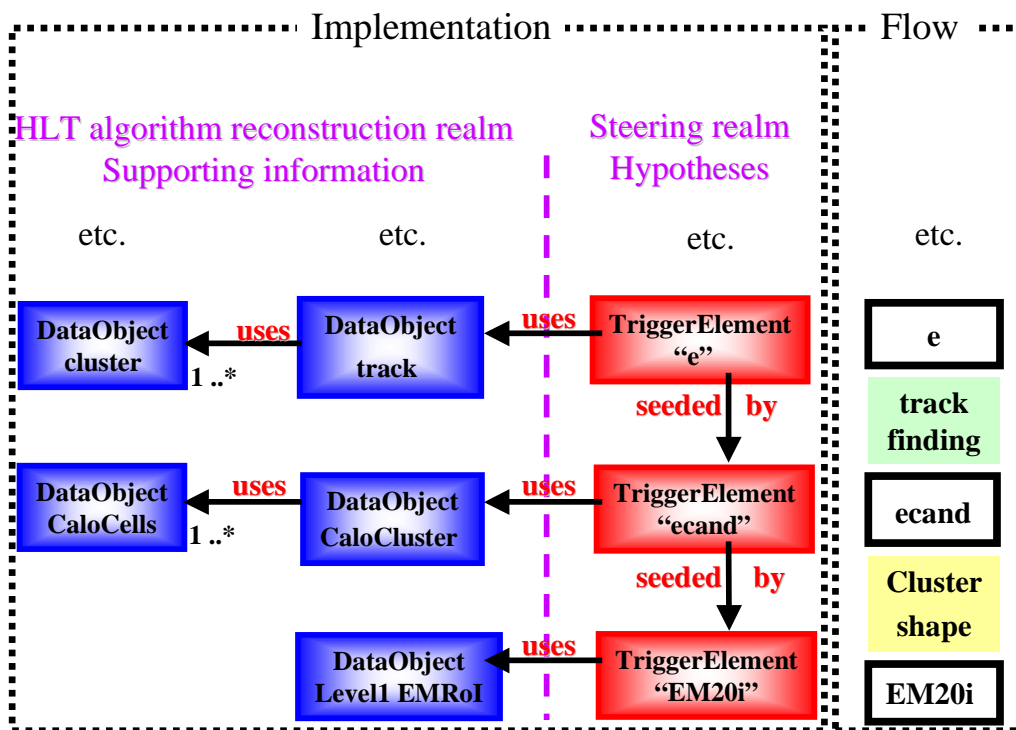 Implementation
Flow
HLT algorithm reconstruction realm
Supporting information
Steering realm
Hypotheses
etc.
etc.
etc.
etc.
DataObject
cluster
uses
1 ..*
DataObject
track
uses
TriggerElement
“e”
e
seeded by
track
finding
DataObject
CaloCells
uses
1 ..*
DataObject
CaloCluster
uses
TriggerElement
“ecand”
ecand
seeded by
Cluster
shape
DataObject
Level1 EMRoI
uses
TriggerElement
“EM20i”
EM20i